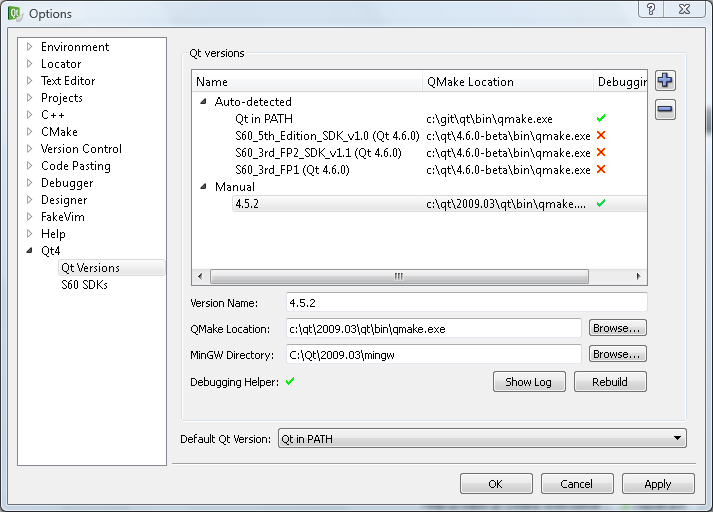 Options
Environment
Locator
Text Editor
Projects
C++
CMake
Version Control
Code Pasting
Debugger
Designer
FakeVim
Help
Qt4
Qt Versions
S60 SDKs
Qt versions
Name QMake Location Debugging
Auto-detected
Qt in PATH c:\git\qt\bin\qmake.exe
S60_5th_Edition_SDK_v1.0 (Qt 4.6.0) c:\qt\4.6.0-beta\bin\qmake.exe
S60_3rd_FP2_SDK_v1.1 (Qt 4.6.0) c:\qt\4.6.0-beta\bin\qmake.exe
S60_3rd_FP1 (Qt 4.6.0) c:\qt\4.6.0-beta\bin\qmake.exe
Manual
4.5.2 c:\qt\2009.03\qt\bin\qmake....
Version Name: 4.5.2
QMake Location: c:\qt\2009.03\qt\bin\qmake.exe Browse...
MinGW Directory: C:\Qt\2009.03\mingw Browse...
Debugging Helper: Show Log Rebuild
Default Qt Version: Qt in PATH
OK Cancel Apply